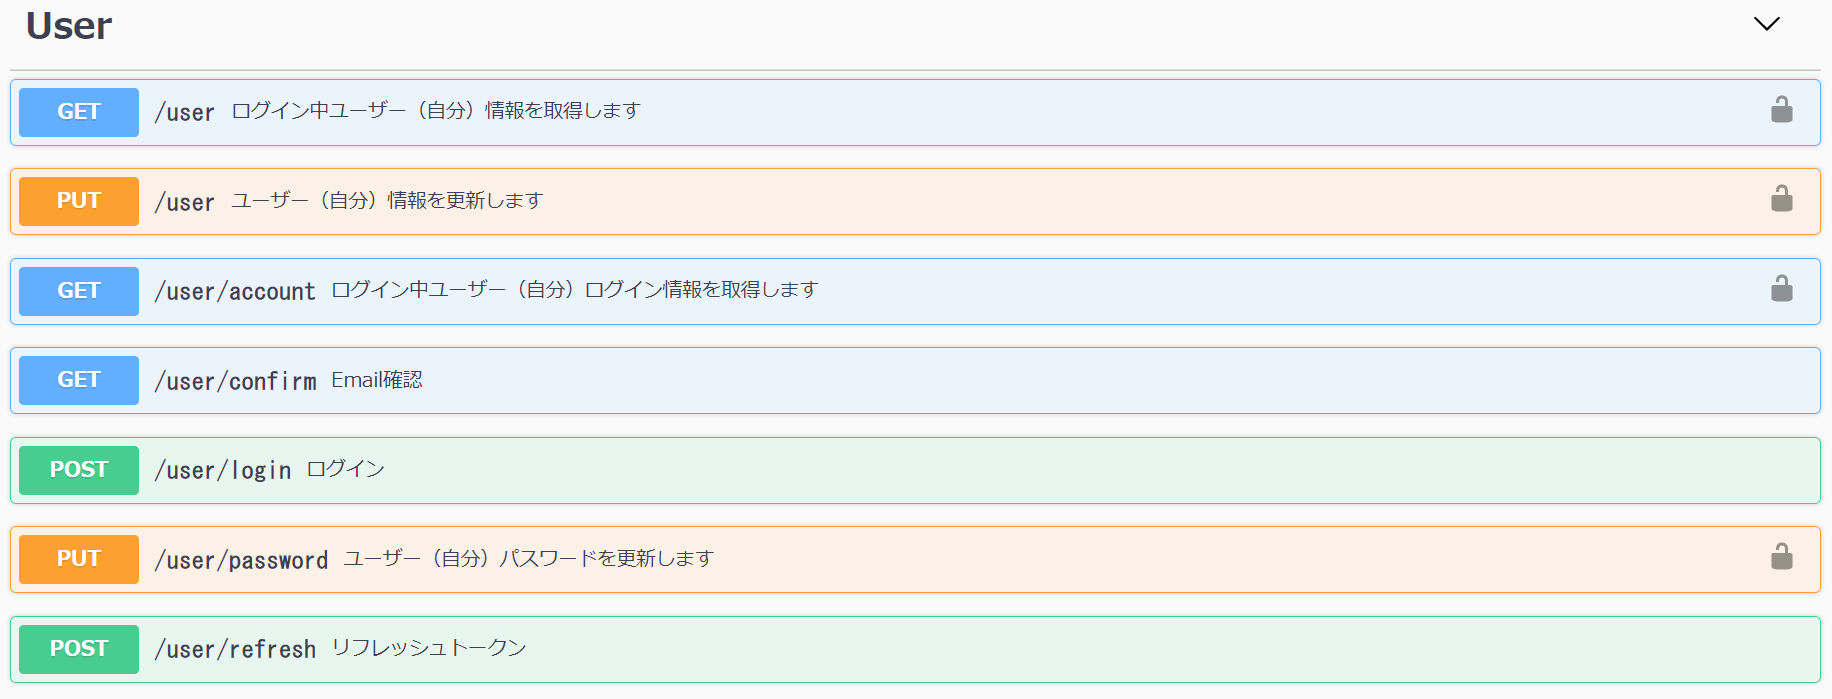 User
GET /user ログイン中ユーザー（自分）情報を取得します
PUT /user ユーザー（自分）情報を更新します
GET /user/account ログイン中ユーザー（自分）ログイン情報を取得します
GET /user/confirm Email確認
POST /user/login ログイン
PUT /user/password ユーザー（自分）パスワードを更新します
POST /user/refresh リフレッシュトークン